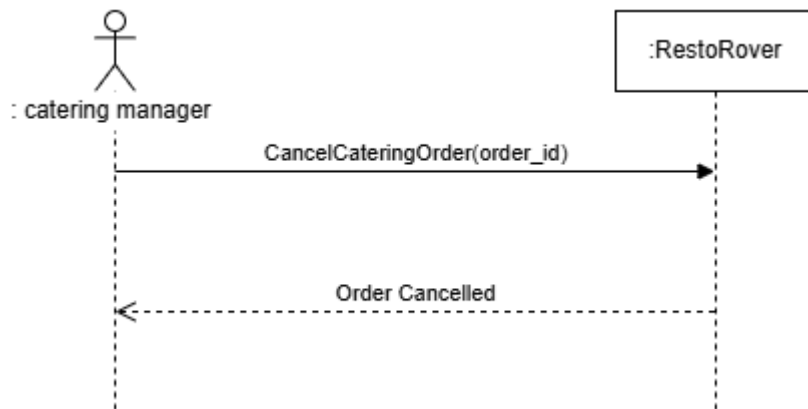 :RestoRover
: catering manager
CancelCateringOrder(order_id)
Order Cancelled